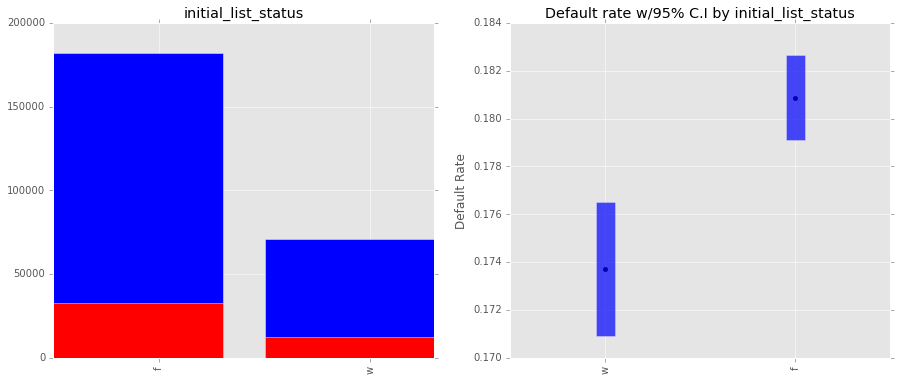 initial_list_status
200000
150000
100000
50000
0
f
w
Default rate w/95% C.I by initial_list_status
Default Rate
0.184
0.182
0.180
0.178
0.176
0.174
0.172
0.170
w
f